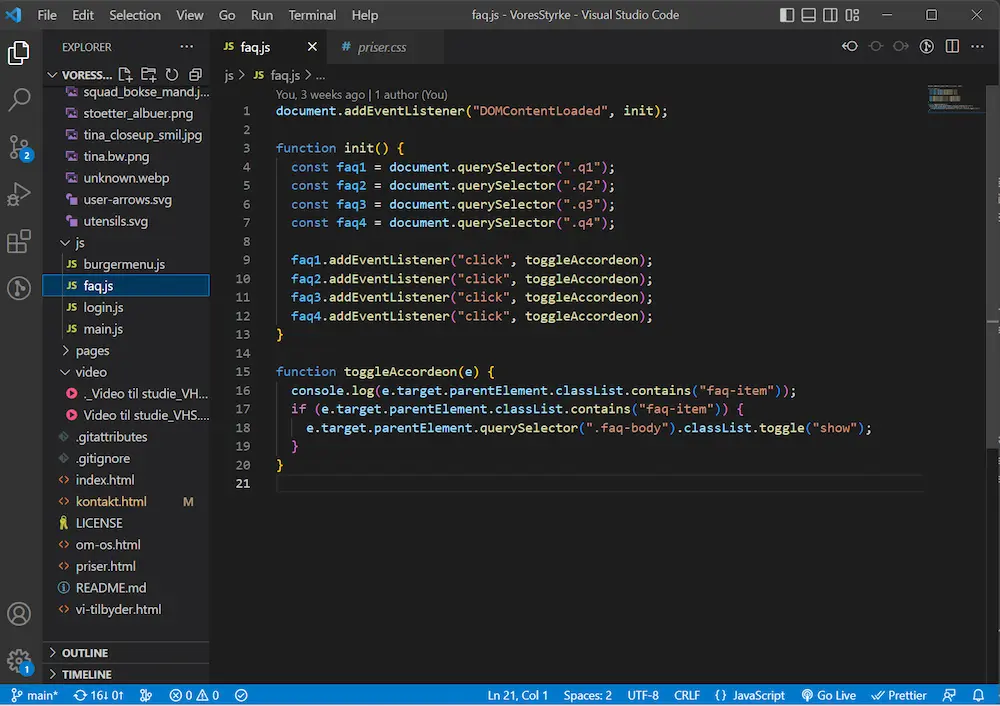 File Edit Selection View Go Run Terminal Help faq.js - VoresStyrke - Visual Studio Code
EXPLORER
VORES...
squad_bokse_mand.j...
stoetter_albuer.png
tina_closeup_smil.jpg
tina.bw.png
unknown.webp
user-arrows.svg
utensils.svg
js
JS burgermenu.js
JS faq.js
JS login.js
JS main.js
pages
video
._Video til studie_VH...
Video til studie_VHS....
.gitattributes
.gitignore
index.html
kontakt.html M
LICENSE
om-os.html
priser.html
README.md
vi-tilbyder.html
OUTLINE
TIMELINE
2
1
JS faq.js # priser.css
js > JS faq.js > ...
You, 3 weeks ago | 1 author (You)
1 document.addEventListener("DOMContentLoaded", init);
2
3 function init() {
4 const faq1 = document.querySelector(".q1");
5 const faq2 = document.querySelector(".q2");
6 const faq3 = document.querySelector(".q3");
7 const faq4 = document.querySelector(".q4");
8
9 faq1.addEventListener("click", toggleAccordeon);
10 faq2.addEventListener("click", toggleAccordeon);
11 faq3.addEventListener("click", toggleAccordeon);
12 faq4.addEventListener("click", toggleAccordeon);
13 }
14
15 function toggleAccordeon(e) {
16 console.log(e.target.parentElement.classList.contains("faq-item"));
17 if (e.target.parentElement.classList.contains("faq-item")) {
18 e.target.parentElement.querySelector(".faq-body").classList.toggle("show");
19 }
20 }
21
main* 16↓ 0↑ 0 0 Ln 21, Col 1 Spaces: 2 UTF-8 CRLF {} JavaScript Go Live Prettier